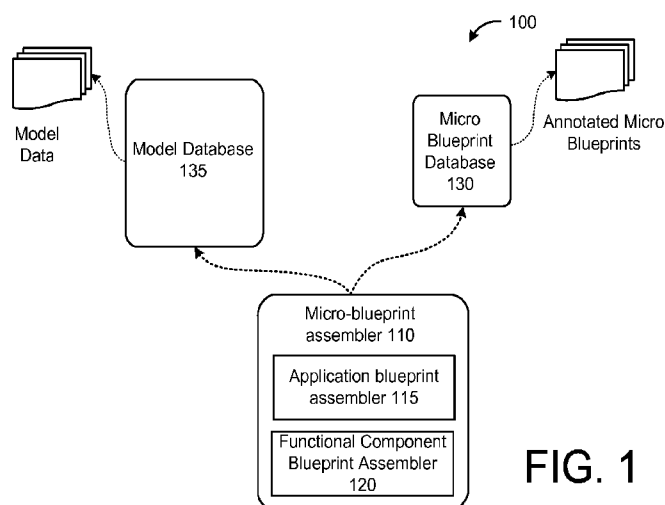 100
Model
Data
Model Database
135
Micro
Blueprint
Database
130
Annotated Micro
Blueprints
Micro-blueprint
assembler 110
Application blueprint
assembler 115
Functional Component
Blueprint Assembler
120
FIG. 1